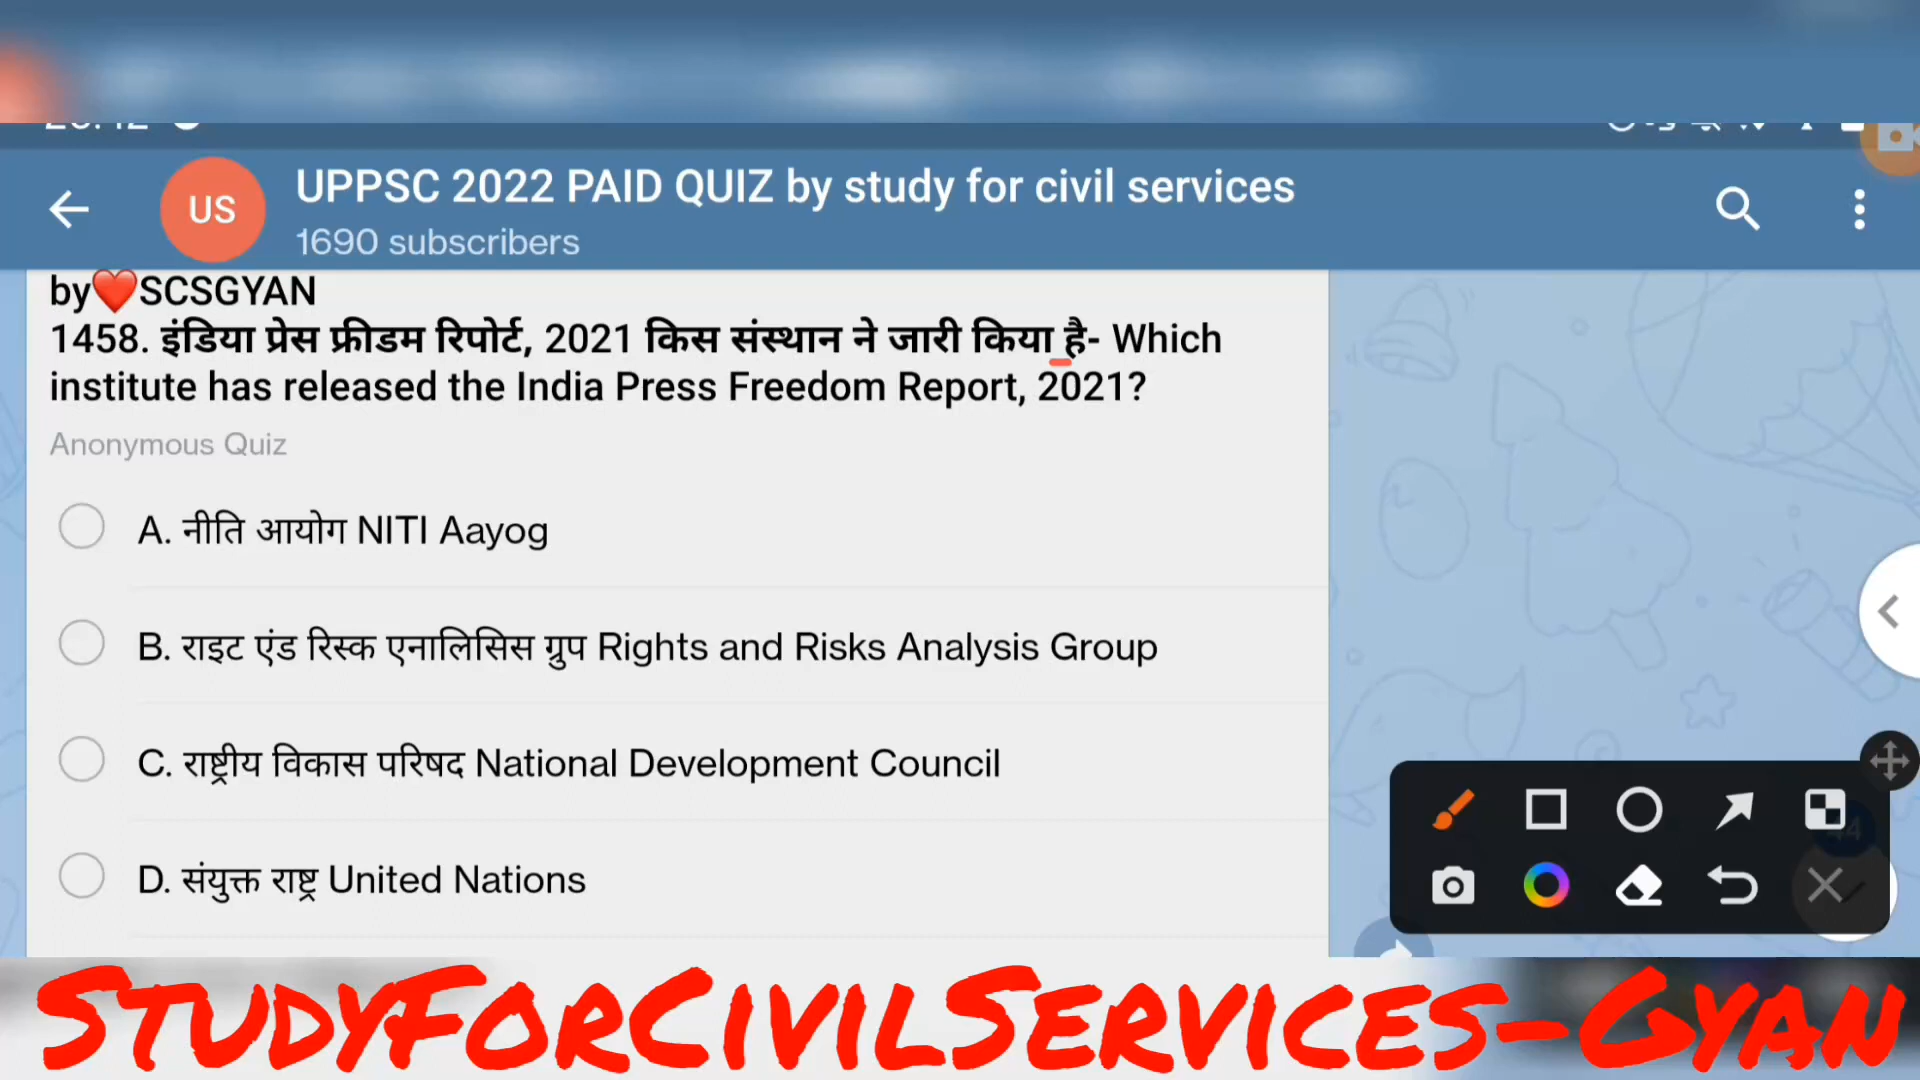 US
UPPSC 2022 PAID QUIZ by study for civil services
1690 subscribers
by❤️SCSGYAN
1458. इंडिया प्रेस फ्रीडम रिपोर्ट, 2021 किस संस्थान ने जारी किया है- Which
institute has released the India Press Freedom Report, 2021?
Anonymous Quiz
A. नीति आयोग NITI Aayog
B. राइट एंड रिस्क एनालिसिस ग्रुप Rights and Risks Analysis Group
C. राष्ट्रीय विकास परिषद National Development Council
D. संयुक्त राष्ट्र United Nations
STUDYFORCIVILSERVICES-GYAN